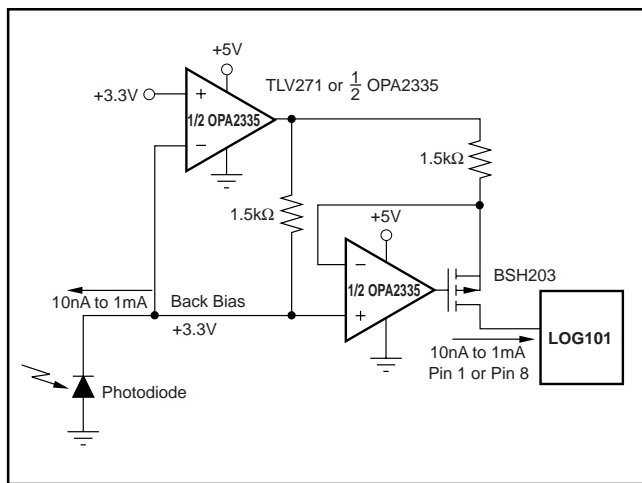 +5V
TLV271 or 1/2 OPA2335
+3.3V
+
1/2 OPA2335
–
1.5kΩ
1.5kΩ
+5V
–
BSH203
1/2 OPA2335
10nA to 1mA
Back Bias
+3.3V
+
10nA to 1mA
Pin 1 or Pin 8
LOG101
Photodiode